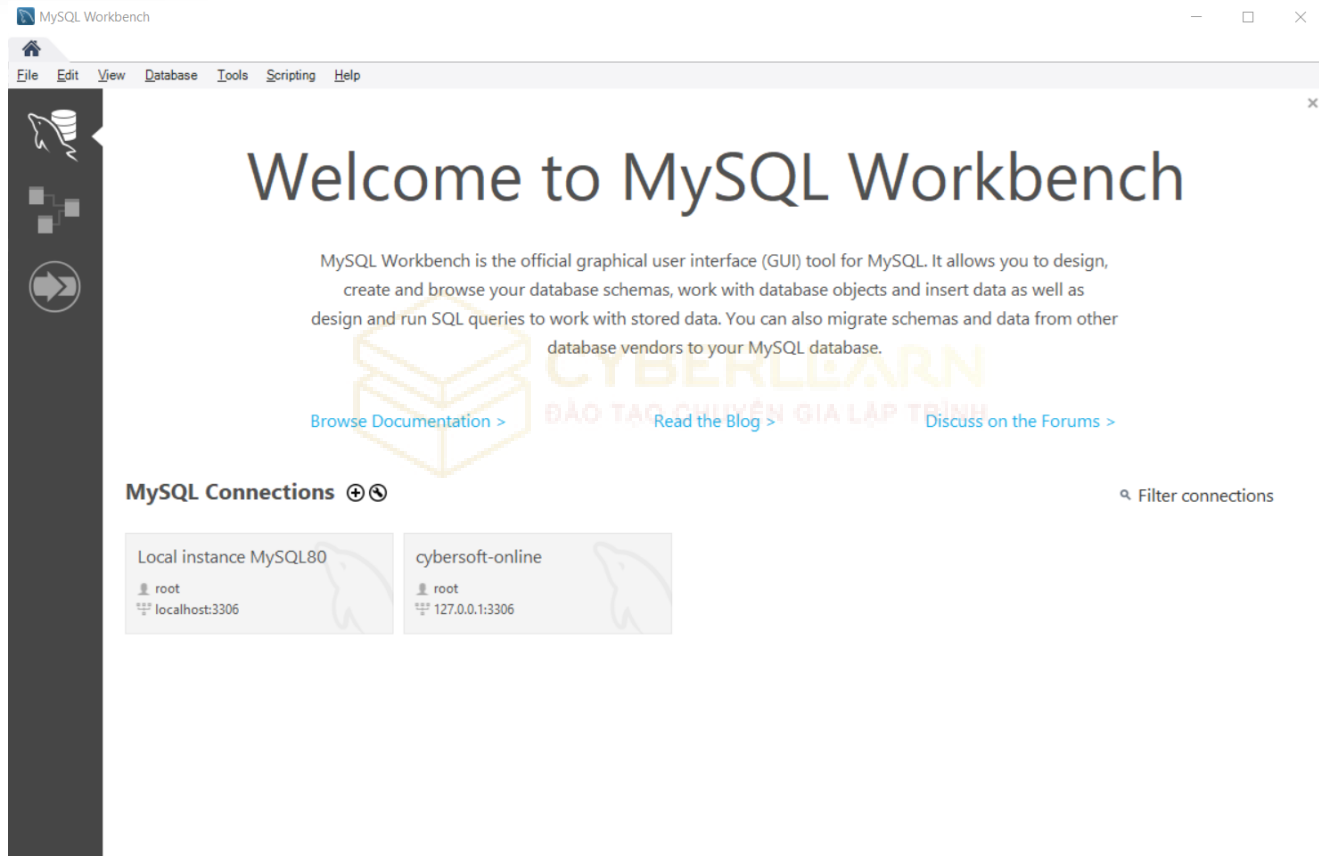 MySQL Workbench
File Edit View Database Tools Scripting Help
Welcome to MySQL Workbench
MySQL Workbench is the official graphical user interface (GUI) tool for MySQL. It allows you to design,
create and browse your database schemas, work with database objects and insert data as well as
design and run SQL queries to work with stored data. You can also migrate schemas and data from other
database vendors to your MySQL database.
CYBERLEARN
ĐÀO TẠO CHUYÊN GIA LẬP TRÌNH
Browse Documentation > Read the Blog > Discuss on the Forums >
MySQL Connections Filter connections
Local instance MySQL80
root
localhost:3306
cybersoft-online
root
127.0.0.1:3306